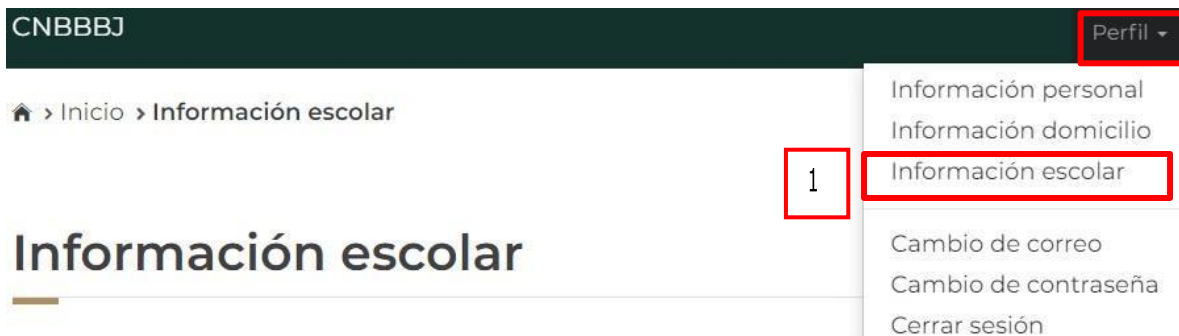 CNBBBJ
Perfil
> Inicio > Información escolar
Información personal
Información domicilio
Información escolar
1
Información escolar
Cambio de correo
Cambio de contraseña
Cerrar sesión